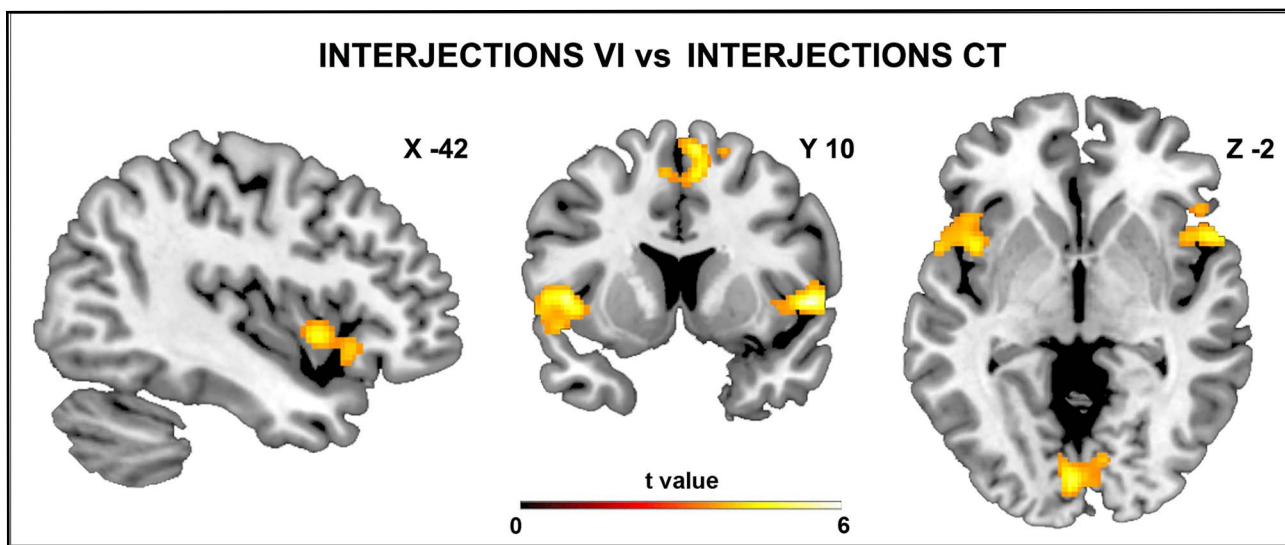 INTERJECTIONS VI vs INTERJECTIONS CT
X -42
Y 10
Z -2
t value
0
6